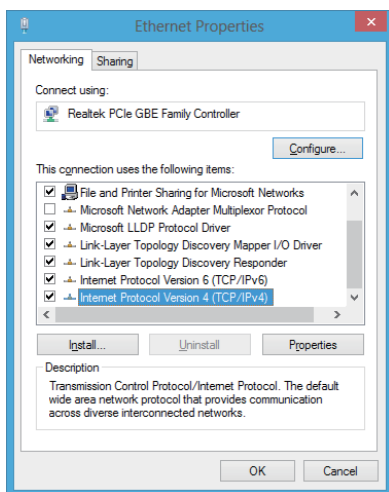 Ethernet Properties
Networking
Sharing
Connect using:
Realtek PCIe GBE Family Controller
Configure...
This connection uses the following items:
File and Printer Sharing for Microsoft Networks
Microsoft Network Adapter Multiplexor Protocol
Microsoft LLDP Protocol Driver
Link-Layer Topology Discovery Mapper I/O Driver
Link-Layer Topology Discovery Responder
Internet Protocol Version 6 (TCP/IPv6)
Internet Protocol Version 4 (TCP/IPv4)
Install...
Uninstall
Properties
Description
Transmission Control Protocol/Internet Protocol. The default
wide area network protocol that provides communication
across diverse interconnected networks.
OK
Cancel